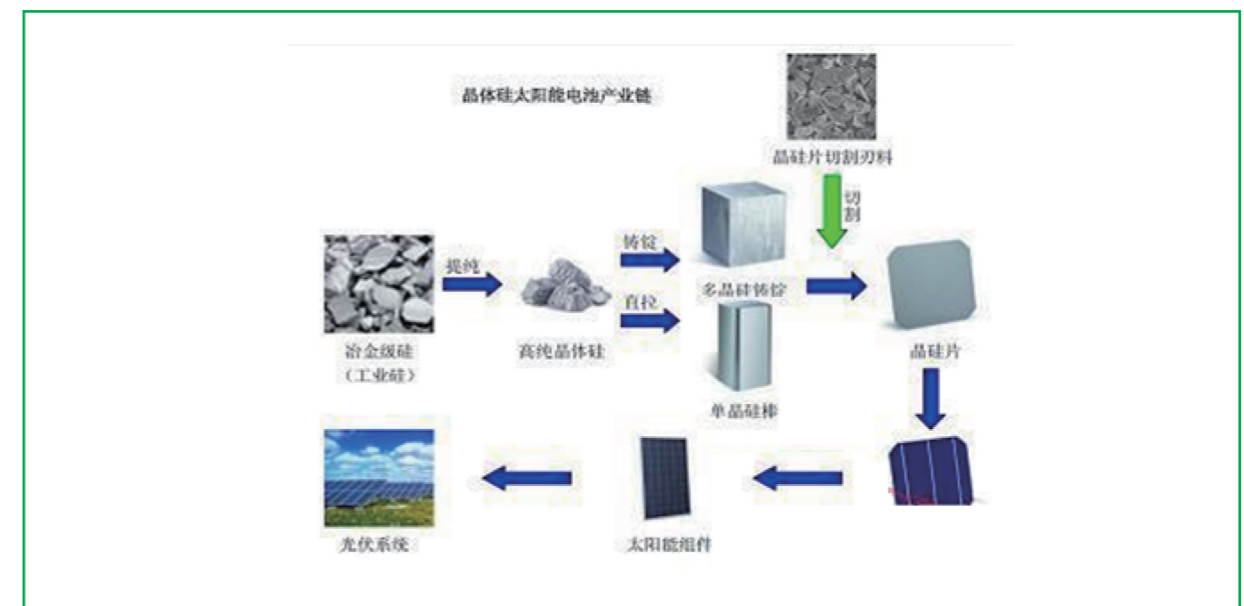 晶体硅太阳能电池产业链
晶硅片切割刃料
切割
提纯
铸锭
直拉
多晶硅铸锭
冶金级硅
（工业硅）
高纯晶体硅
晶硅片
单晶硅棒
光伏系统
太阳能组件